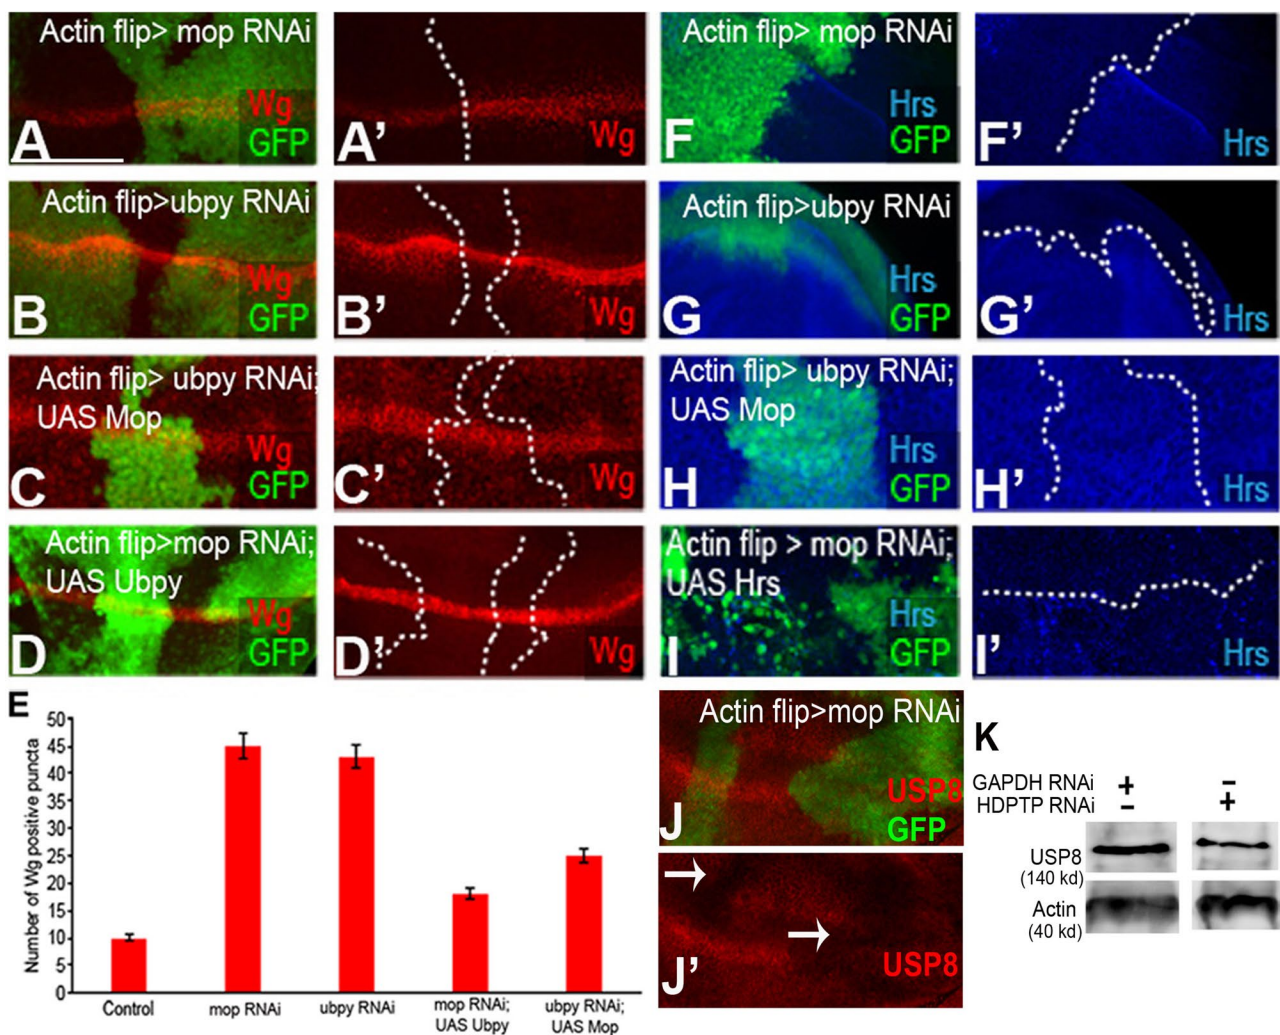 Actin flip> mop RNAi
Wg
GFP
A
A’
Wg
Actin flip> mop RNAi
Hrs
GFP
F
F’
Hrs
Actin flip>ubpy RNAi
Wg
GFP
B
B’
Wg
Actin flip>ubpy RNAi
Hrs
GFP
G
G’
Hrs
Actin flip> ubpy RNAi;
UAS Mop
Wg
GFP
C
C’
Wg
Actin flip> ubpy RNAi;
UAS Mop
Hrs
GFP
H
H’
Hrs
Actin flip>mop RNAi;
UAS Ubpy
Wg
GFP
D
D’
Wg
Actin flip > mop RNAi;
UAS Hrs
Hrs
GFP
I
I’
Hrs
E
Number of Wg positive puncta
50
45
40
35
30
25
20
15
10
5
0
Control
mop RNAi
ubpy RNAi
mop RNAi;
UAS Ubpy
ubpy RNAi;
UAS Mop
Actin flip>mop RNAi
USP8
GFP
J
J’
USP8
K
GAPDH RNAi + –
HDPTP RNAi – +
USP8
(140 kd)
Actin
(40 kd)